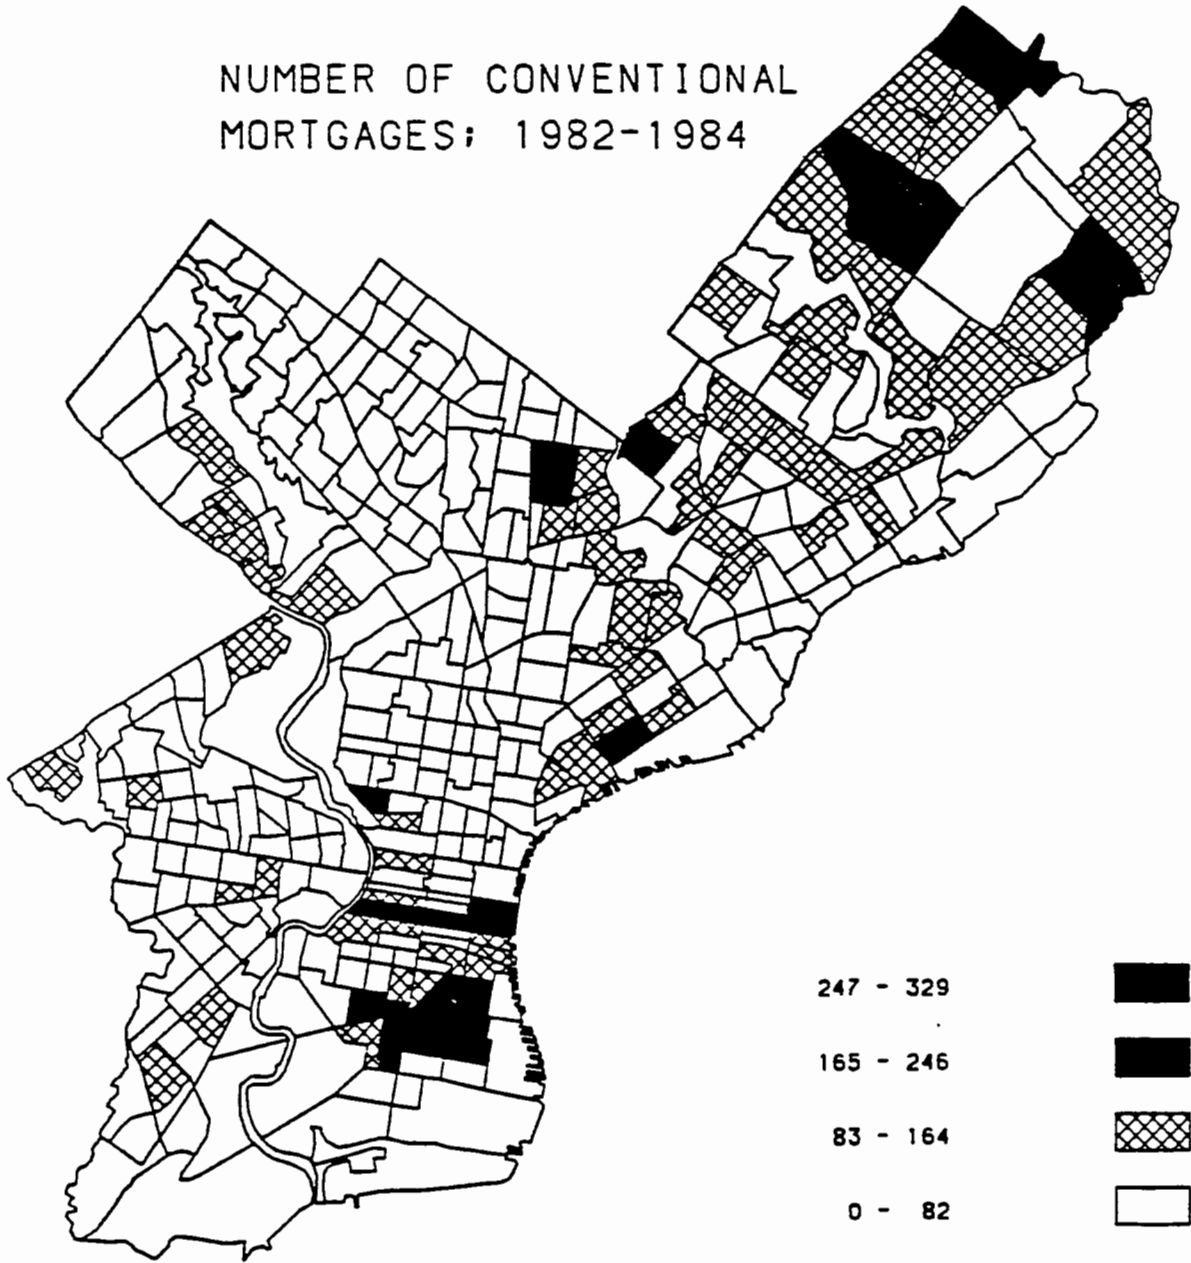 NUMBER OF CONVENTIONAL
MORTGAGES; 1982-1984
247 - 329
165 - 246
83 - 164
0 - 82